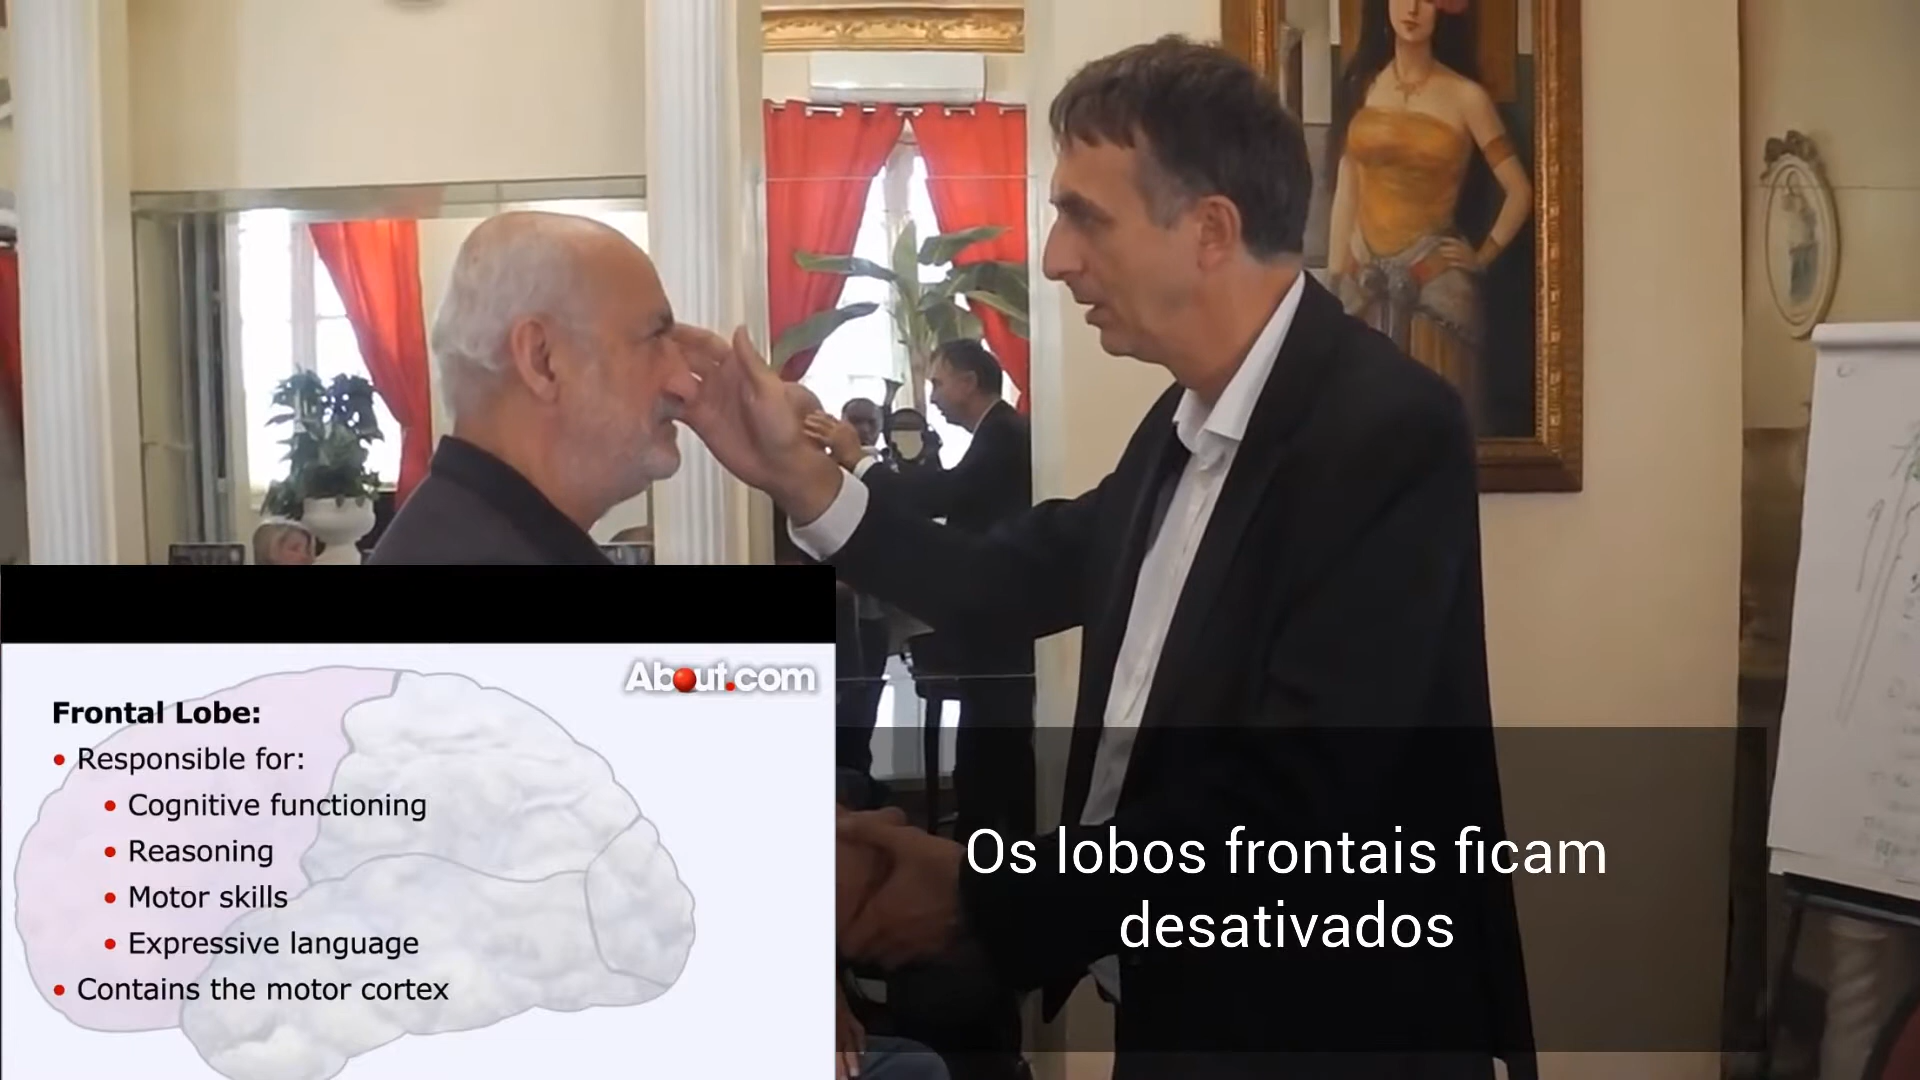 About.com
Frontal Lobe:
• Responsible for:
• Cognitive functioning
• Reasoning
• Motor skills
• Expressive language
• Contains the motor cortex
Os lobos frontais ficam
desativados